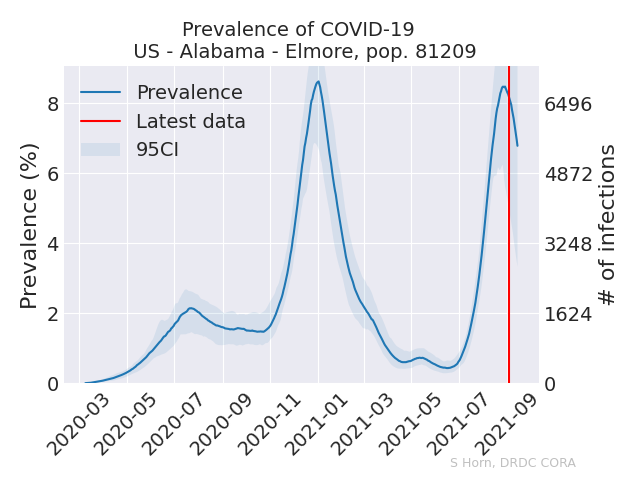 Prevalence of COVID-19
US - Alabama - Elmore, pop. 81209
Prevalence
Latest data
95CI
Prevalence (%)
8
6
4
2
0
6496
4872
3248
1624
0
# of infections
2020-03
2020-05
2020-07
2020-09
2020-11
2021-01
2021-03
2021-05
2021-07
2021-09
S Horn, DRDC CORA